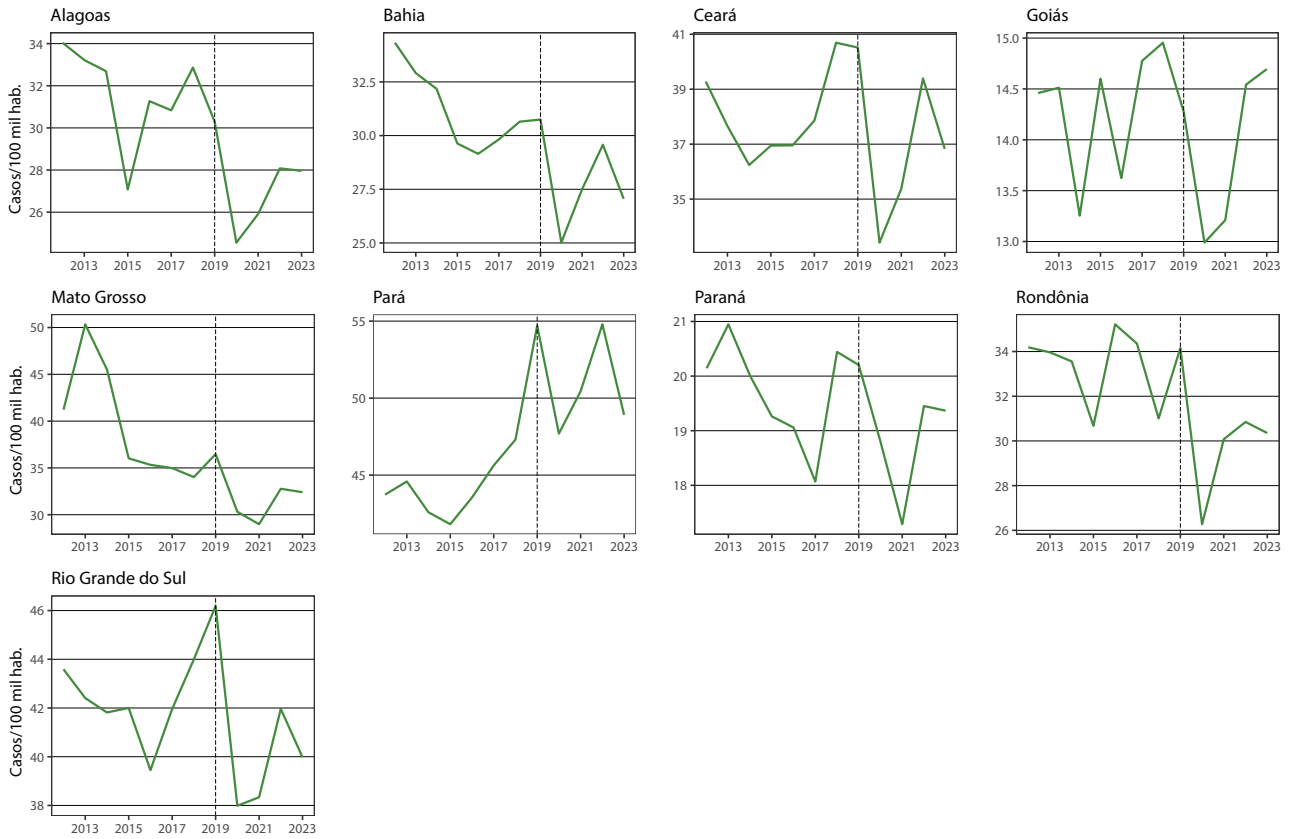 Alagoas
Bahia
Ceará
Goiás
Casos/100 mil hab.
34
32
30
28
26
2013 2015 2017 2019 2021 2023
32.5
30.0
27.5
25.0
2013 2015 2017 2019 2021 2023
41
39
37
35
2013 2015 2017 2019 2021 2023
15.0
14.5
14.0
13.5
13.0
2013 2015 2017 2019 2021 2023
Mato Grosso
Pará
Paraná
Rondônia
Casos/100 mil hab.
50
45
40
35
30
2013 2015 2017 2019 2021 2023
55
50
45
2013 2015 2017 2019 2021 2023
21
20
19
18
2013 2015 2017 2019 2021 2023
34
32
30
28
26
2013 2015 2017 2019 2021 2023
Rio Grande do Sul
Casos/100 mil hab.
46
44
42
40
38
2013 2015 2017 2019 2021 2023